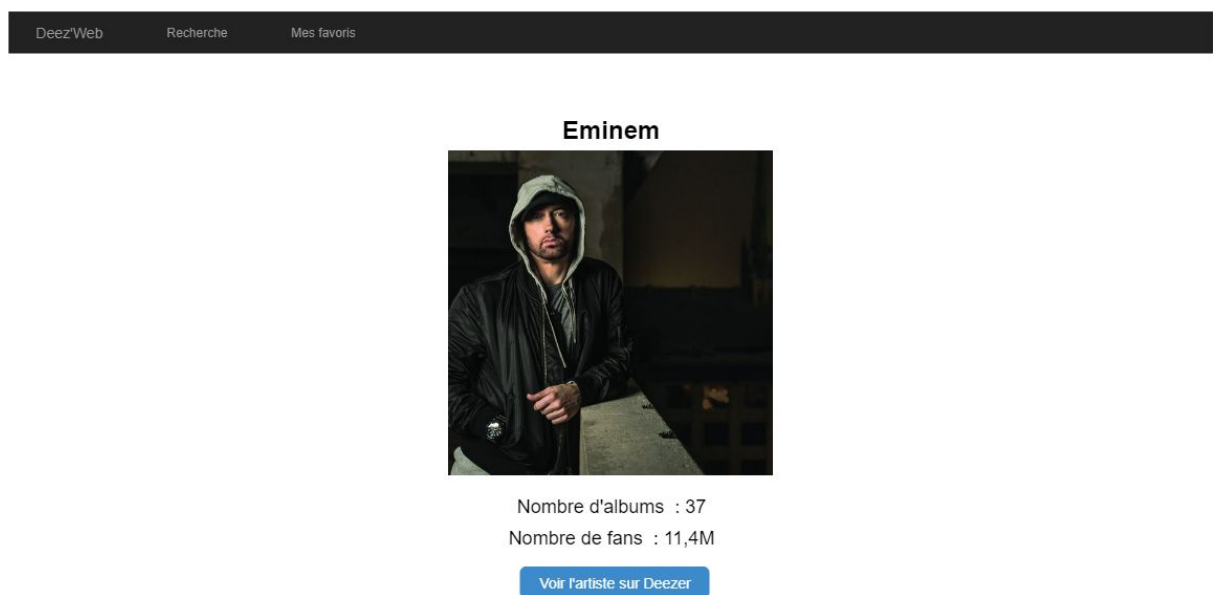 Deez'Web Recherche Mes favoris
Eminem
Nombre d'albums : 37
Nombre de fans : 11,4M
Voir l'artiste sur Deezer